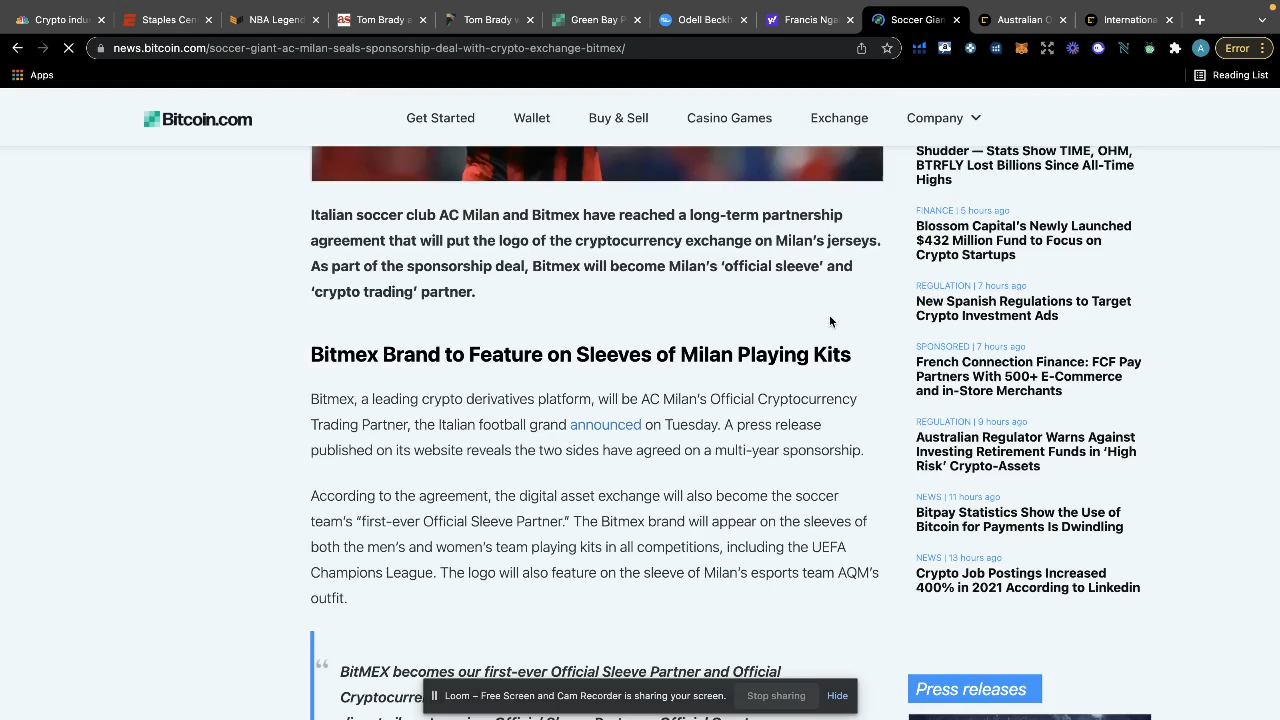 Crypto indus
Staples Cen
NBA Legend
Tom Brady a
Tom Brady w
Green Bay P
Odell Beckh
Francis Nga
Soccer Gian
Australian O
Internationa
news.bitcoin.com/soccer-giant-ac-milan-seals-sponsorship-deal-with-crypto-exchange-bitmex/
A
Error
Apps
Reading List
Bitcoin.com
Get Started
Wallet
Buy & Sell
Casino Games
Exchange
Company
Italian soccer club AC Milan and Bitmex have reached a long-term partnership
agreement that will put the logo of the cryptocurrency exchange on Milan's jerseys.
As part of the sponsorship deal, Bitmex will become Milan's 'official sleeve' and
'crypto trading' partner.
Bitmex Brand to Feature on Sleeves of Milan Playing Kits
Bitmex, a leading crypto derivatives platform, will be AC Milan's Official Cryptocurrency
Trading Partner, the Italian football grand announced on Tuesday. A press release
published on its website reveals the two sides have agreed on a multi-year sponsorship.
According to the agreement, the digital asset exchange will also become the soccer
team's "first-ever Official Sleeve Partner." The Bitmex brand will appear on the sleeves of
both the men's and women's team playing kits in all competitions, including the UEFA
Champions League. The logo will also feature on the sleeve of Milan's esports team AQM's
outfit.
BitMEX becomes our first-ever Official Sleeve Partner and Official
Shudder — Stats Show TIME, OHM,
BTRFLY Lost Billions Since All-Time
Highs
FINANCE | 5 hours ago
Blossom Capital's Newly Launched
$432 Million Fund to Focus on
Crypto Startups
REGULATION | 7 hours ago
New Spanish Regulations to Target
Crypto Investment Ads
SPONSORED | 7 hours ago
French Connection Finance: FCF Pay
Partners With 500+ E-Commerce
and in-Store Merchants
REGULATION | 9 hours ago
Australian Regulator Warns Against
Investing Retirement Funds in 'High
Risk' Crypto-Assets
NEWS | 11 hours ago
Bitpay Statistics Show the Use of
Bitcoin for Payments Is Dwindling
NEWS | 13 hours ago
Crypto Job Postings Increased
400% in 2021 According to Linkedin
Press releases
Loom – Free Screen and Cam Recorder is sharing your screen.
Stop sharing
Hide